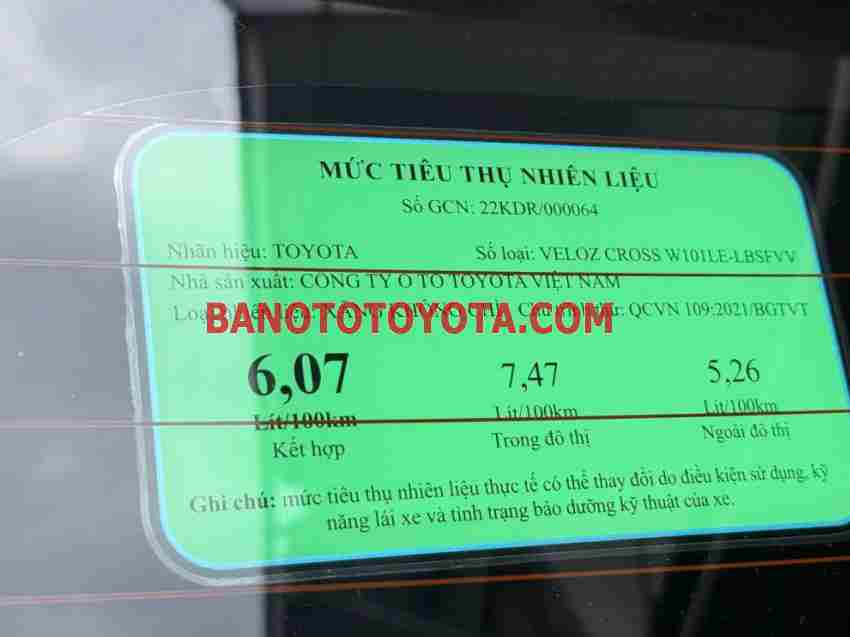 MỨC TIÊU THỤ NHIÊN LIỆU
Số GCN: 22KDR/000064
Nhãn hiệu: TOYOTA Số loại: VELOZ CROSS W101LE-LBSFVV
Nhà sản xuất: CÔNG TY Ô TÔ TOYOTA VIỆT NAM
QCVN 109:2021/BGTVT
BANOTOTOYOTA.COM
6,07 7,47 5,26
Lít/100km Lít/100km Lít/100km
Kết hợp Trong đô thị Ngoài đô thị
Ghi chú: mức tiêu thụ nhiên liệu thực tế có thể thay đổi do điều kiện sử dụng, kỹ
năng lái xe và tình trạng bảo dưỡng kỹ thuật của xe.